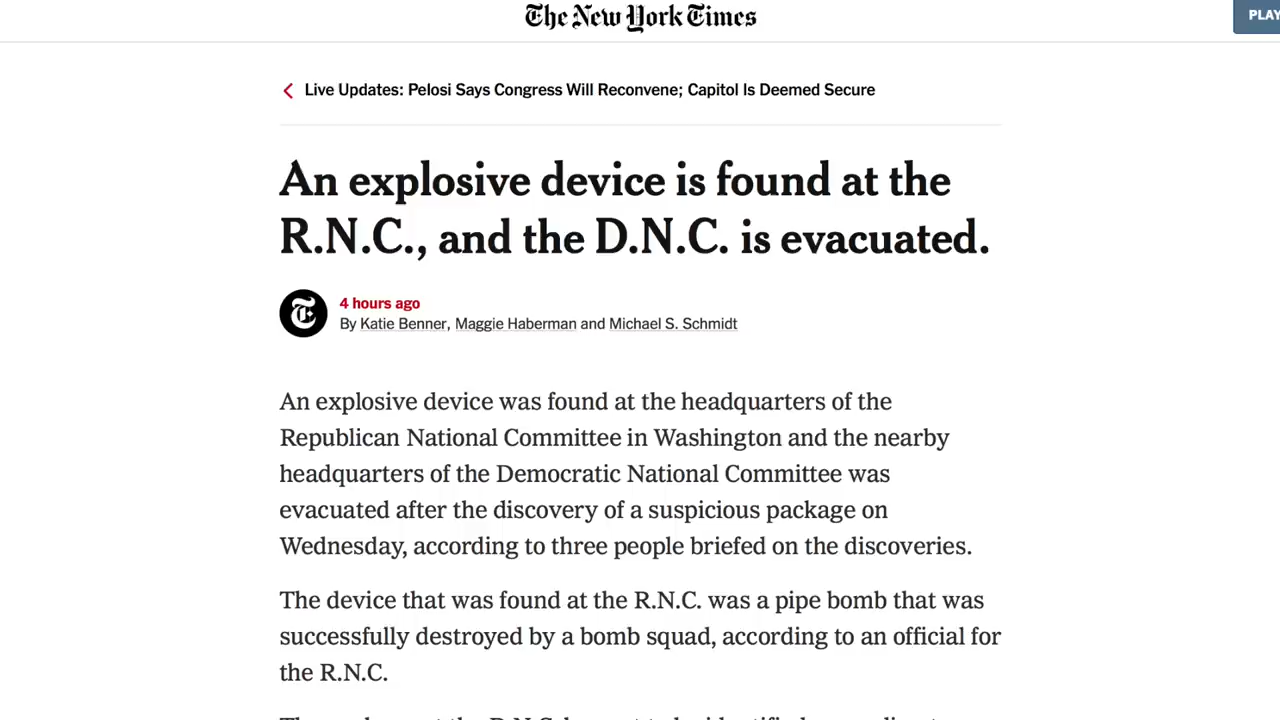 The New York Times
PLAY
Live Updates: Pelosi Says Congress Will Reconvene; Capitol Is Deemed Secure
An explosive device is found at the
R.N.C., and the D.N.C. is evacuated.
4 hours ago
By Katie Benner, Maggie Haberman and Michael S. Schmidt
An explosive device was found at the headquarters of the
Republican National Committee in Washington and the nearby
headquarters of the Democratic National Committee was
evacuated after the discovery of a suspicious package on
Wednesday, according to three people briefed on the discoveries.
The device that was found at the R.N.C. was a pipe bomb that was
successfully destroyed by a bomb squad, according to an official for
the R.N.C.